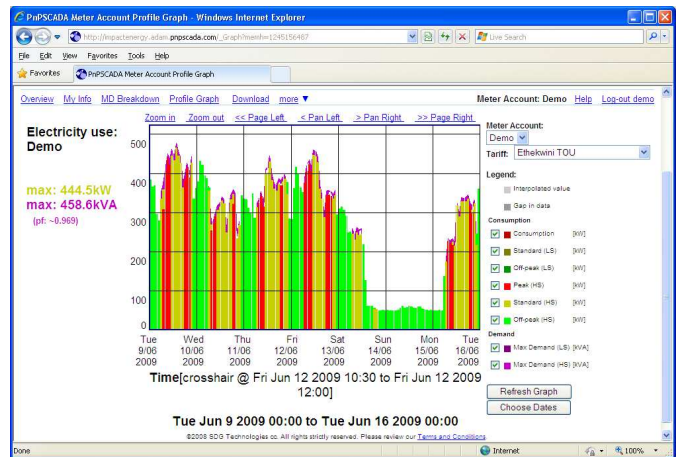 PnPSCADA Meter Account Profile Graph - Windows Internet Explorer
http://impactenergy.adam.pnpscada.com/_Graph?memh=1245156467
Live Search
File Edit View Favorites Tools Help
Favorites PnPSCADA Meter Account Profile Graph
Overview My Info MD Breakdown Profile Graph Download more ▼ Meter Account: Demo Help Log-out demo
Zoom in Zoom out << Page Left < Pan Left > Pan Right >> Page Right
Electricity use:
Demo
max: 444.5kW
max: 458.6kVA
(pf: ~0.969)
500
400
300
200
100
0
Tue Wed Thu Fri Sat Sun Mon Tue
9/06 10/06 11/06 12/06 13/06 14/06 15/06 16/06
2009 2009 2009 2009 2009 2009 2009 2009
Time[crosshair @ Fri Jun 12 2009 10:30 to Fri Jun 12 2009
12:00]
Tue Jun 9 2009 00:00 to Tue Jun 16 2009 00:00
©2008 SDG Technologies cc. All rights strictly reserved. Please review our Terms and Conditions
Meter Account:
Demo
Tariff: Ethekwini TOU
Legend:
Interpolated value
Gap in data
Consumption
Consumption [kW]
Standard (LS) [kW]
Off-peak (LS) [kW]
Peak (HS) [kW]
Standard (HS) [kW]
Off-peak (HS) [kW]
Demand
Max Demand (LS) [kVA]
Max Demand (HS) [kVA]
Refresh Graph
Choose Dates
Done Internet 100%